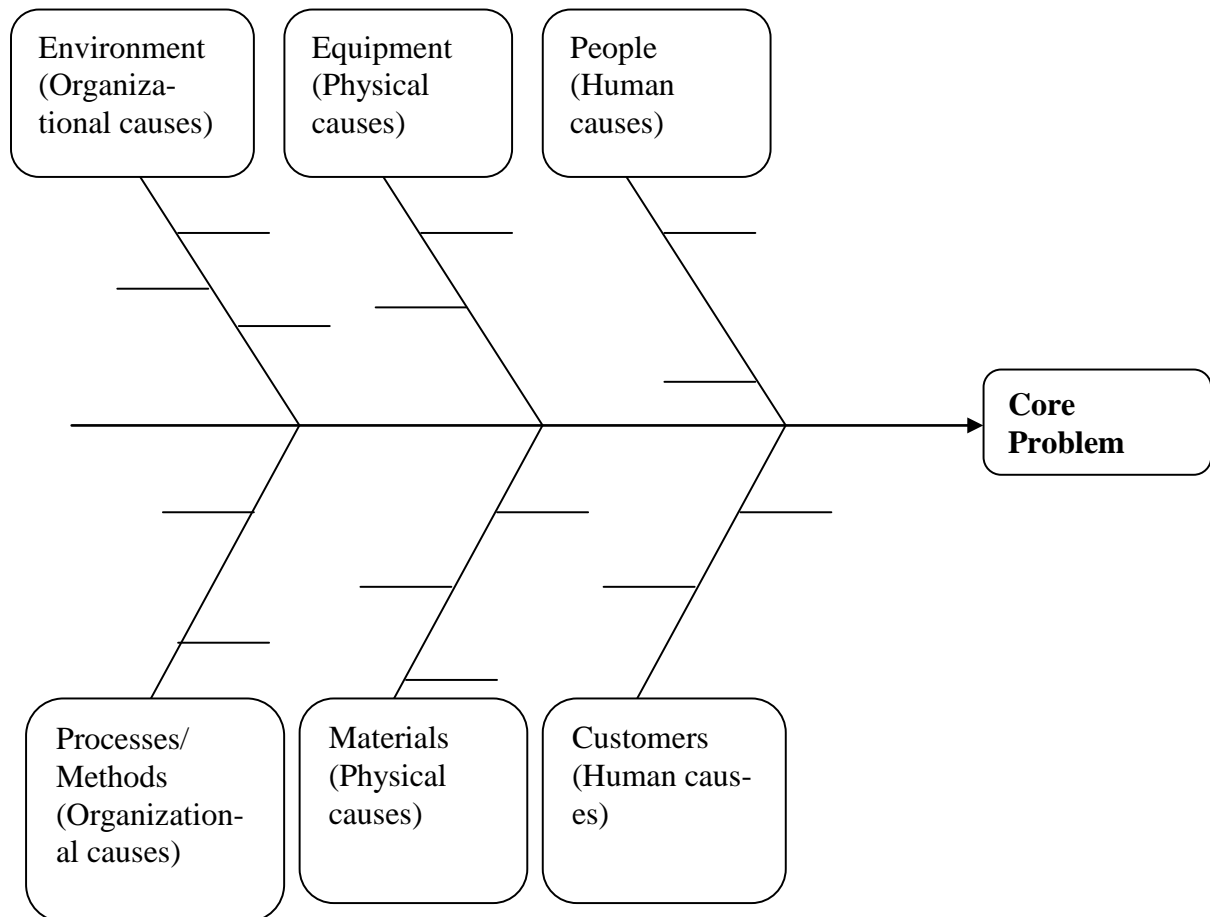 Environment
(Organiza-
tional causes)
Equipment
(Physical
causes)
People
(Human
causes)
Core
Problem
Processes/
Methods
(Organization-
al causes)
Materials
(Physical
causes)
Customers
(Human caus-
es)